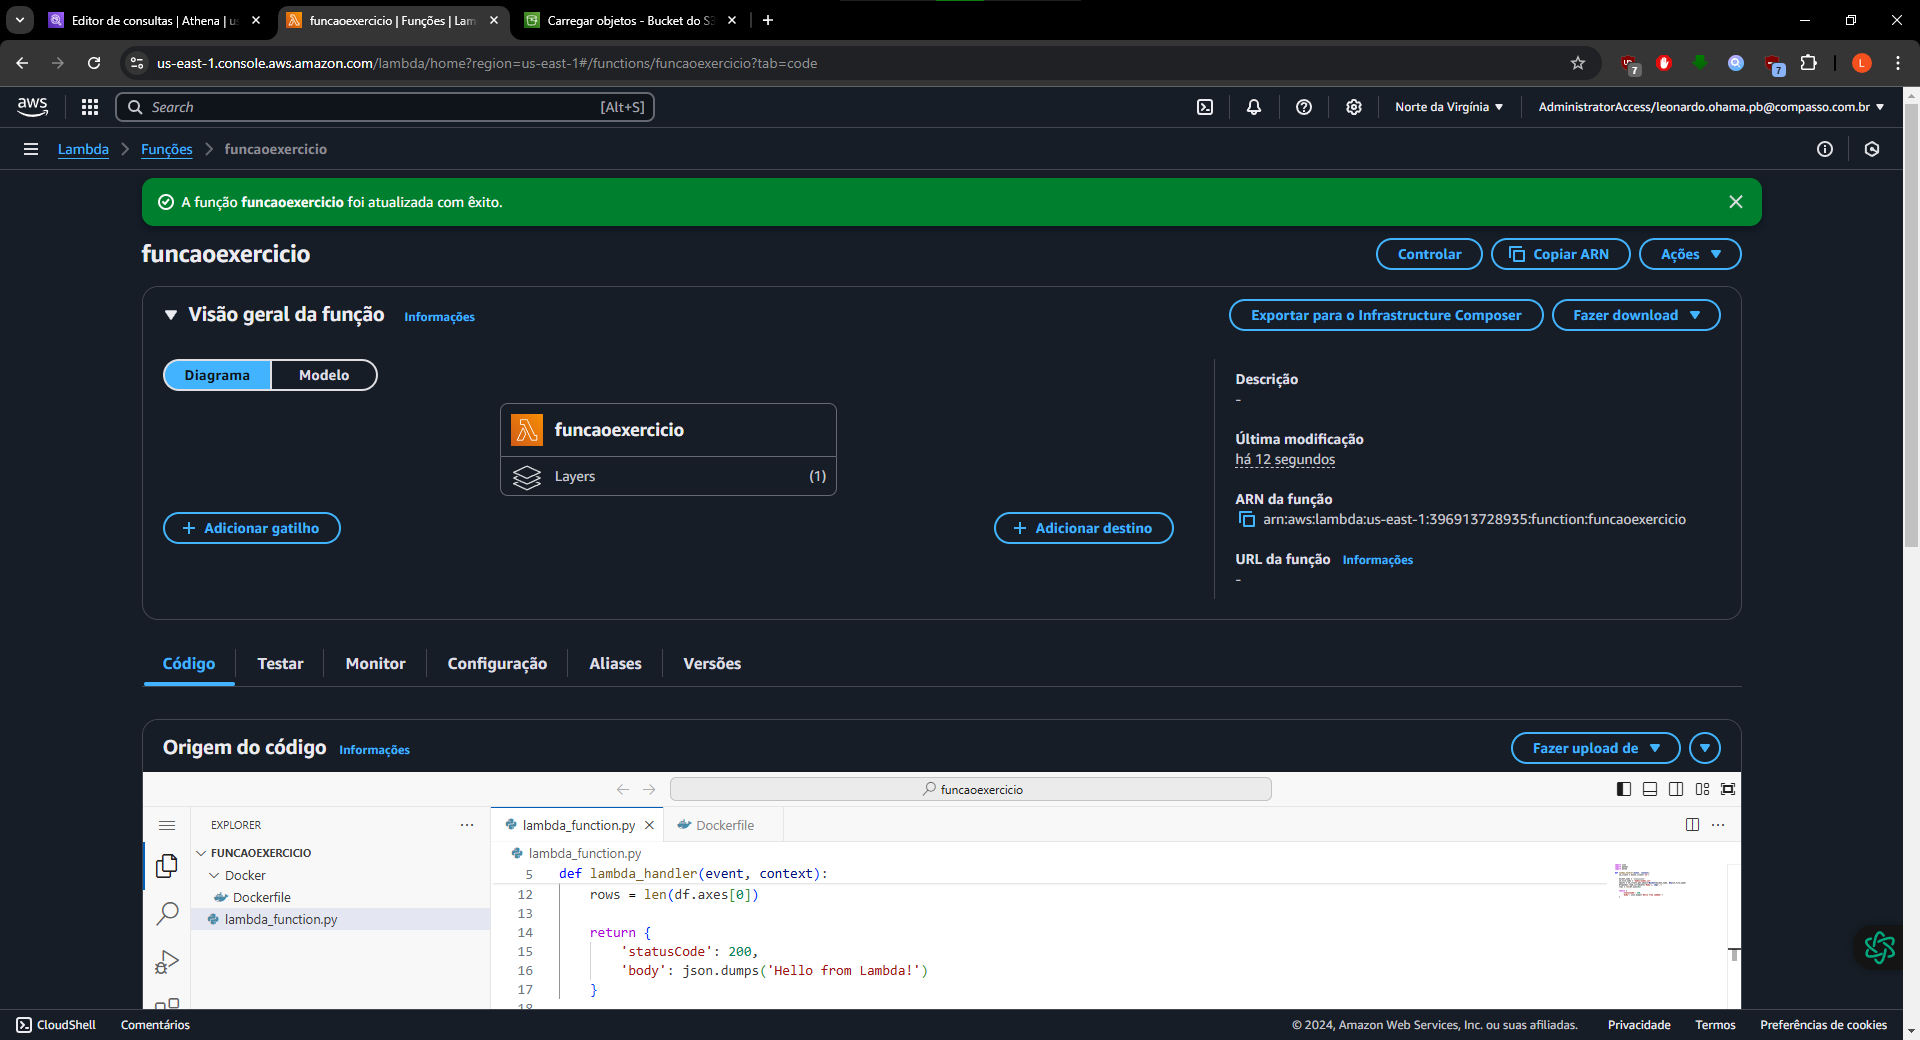 Editor de consultas | Athena | us
funcaoexercicio | Funções | Lam
Carregar objetos - Bucket do S3
us-east-1.console.aws.amazon.com/lambda/home?region=us-east-1#/functions/funcaoexercicio?tab=code
7
7
L
aws
Search
[Alt+S]
Norte da Virgínia
AdministratorAccess/leonardo.ohama.pb@compasso.com.br
Lambda
Funções
funcaoexercicio
A função funcaoexercicio foi atualizada com êxito.
funcaoexercicio
Controlar
Copiar ARN
Ações
Visão geral da função
Informações
Exportar para o Infrastructure Composer
Fazer download
Diagrama
Modelo
funcaoexercicio
Layers
(1)
Adicionar gatilho
Adicionar destino
Descrição
-
Última modificação
há 12 segundos
ARN da função
arn:aws:lambda:us-east-1:396913728935:function:funcaoexercicio
URL da função
Informações
-
Código
Testar
Monitor
Configuração
Aliases
Versões
Origem do código
Informações
Fazer upload de
funcaoexercicio
EXPLORER
FUNCAOEXERCICIO
Docker
Dockerfile
lambda_function.py
lambda_function.py
Dockerfile
lambda_function.py
5 def lambda_handler(event, context):
12 rows = len(df.axes[0])
13
14 return {
15 'statusCode': 200,
16 'body': json.dumps('Hello from Lambda!')
17 }
18
CloudShell
Comentários
© 2024, Amazon Web Services, Inc. ou suas afiliadas.
Privacidade
Termos
Preferências de cookies